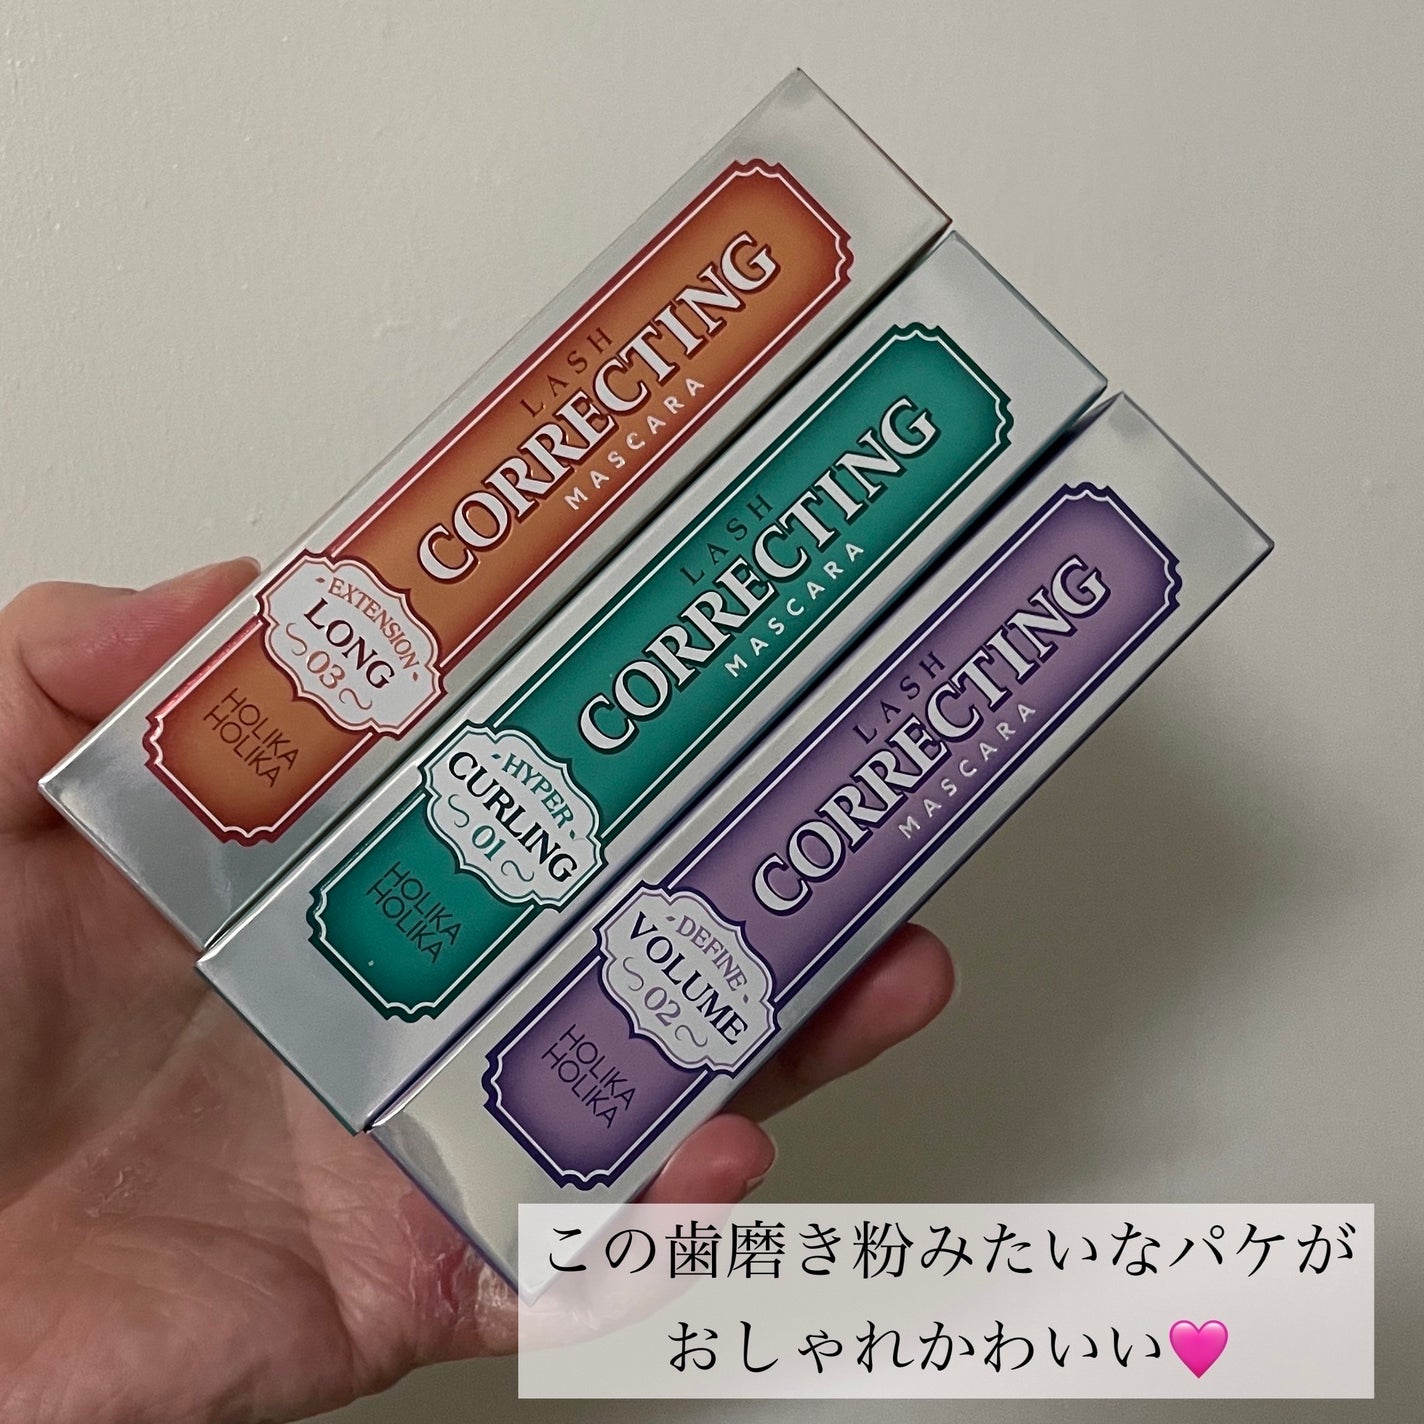 LASH
CORRECTING
MASCARA
EXTENSION
LONG
03
HOLIKA
HOLIKA
LASH
CORRECTING
MASCARA
HYPER
CURLING
01
HOLIKA
HOLIKA
LASH
CORRECTING
MASCARA
DEFINE
VOLUME
02
HOLIKA
HOLIKA
この歯磨き粉みたいなパケが
おしゃれかわいい🩷